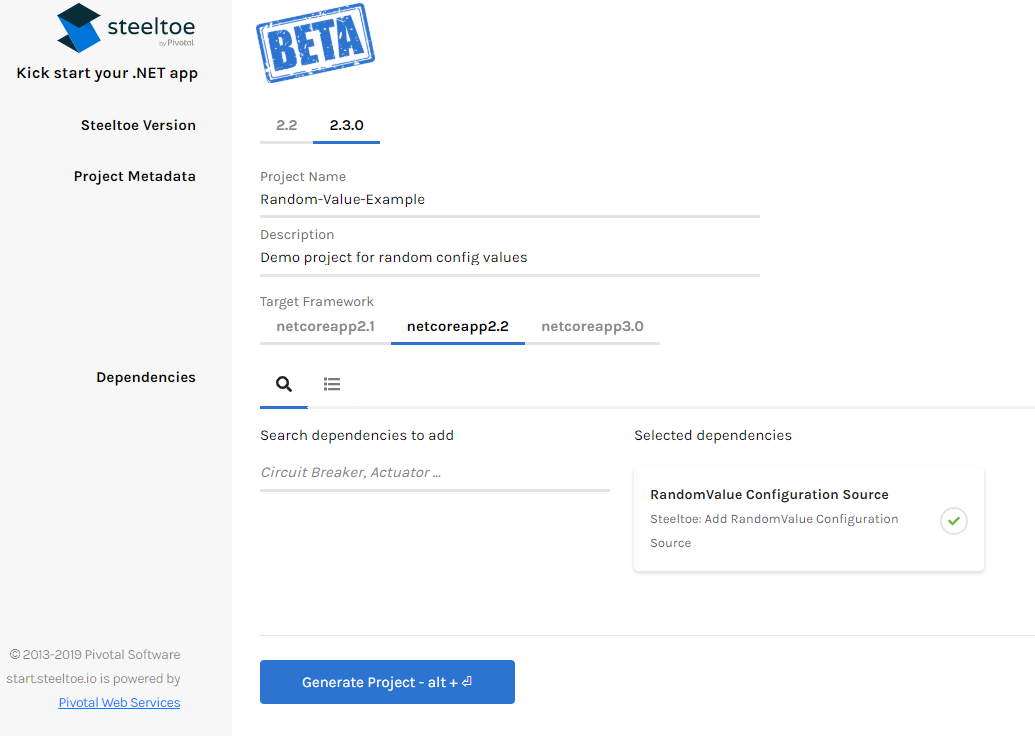 steeltoe
by Pivotal
BETA
Kick start your .NET app
Steeltoe Version
2.2 2.3.0
Project Metadata
Project Name
Random-Value-Example
Description
Demo project for random config values
Target Framework
netcoreapp2.1 netcoreapp2.2 netcoreapp3.0
Dependencies
Search dependencies to add
Circuit Breaker, Actuator ...
Selected dependencies
RandomValue Configuration Source
Steeltoe: Add RandomValue Configuration
Source
© 2013-2019 Pivotal Software
start.steeltoe.io is powered by
Pivotal Web Services
Generate Project - alt + ⏎